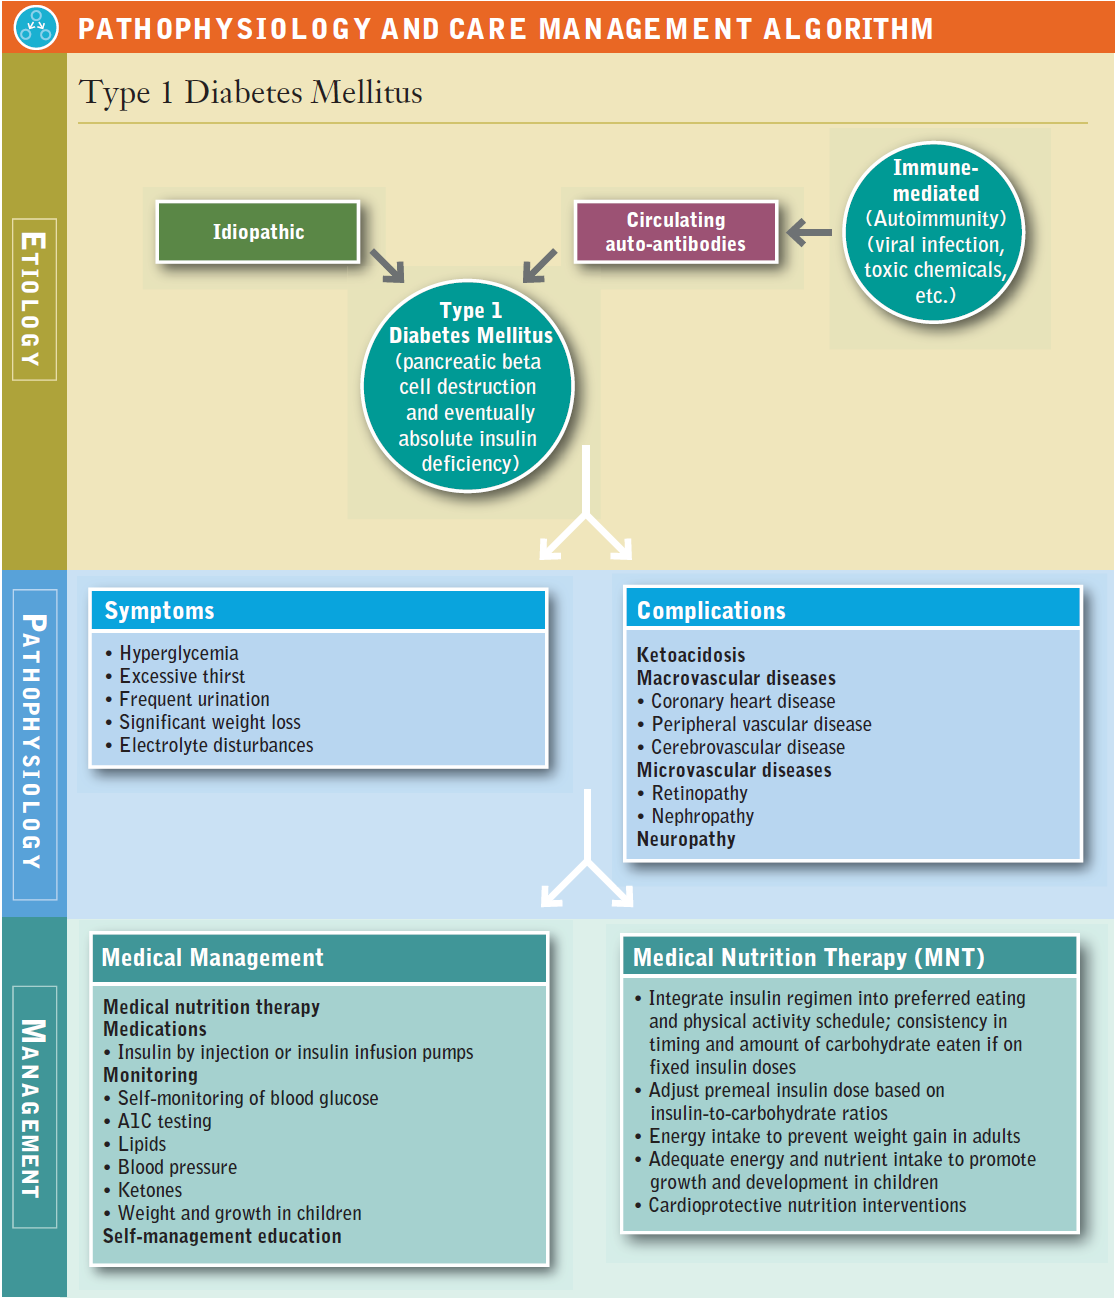 PATHOPHYSIOLOGY AND CARE MANAGEMENT ALGORITHM
Type 1 Diabetes Mellitus
ETIOLOGY
Idiopathic
Circulating
auto-antibodies
Immune-
mediated
(Autoimmunity)
(viral infection,
toxic chemicals,
etc.)
Type 1
Diabetes Mellitus
(pancreatic beta
cell destruction
and eventually
absolute insulin
deficiency)
PATHOPHYSIOLOGY
Symptoms
• Hyperglycemia
• Excessive thirst
• Frequent urination
• Significant weight loss
• Electrolyte disturbances
Complications
Ketoacidosis
Macrovascular diseases
• Coronary heart disease
• Peripheral vascular disease
• Cerebrovascular disease
Microvascular diseases
• Retinopathy
• Nephropathy
Neuropathy
MANAGEMENT
Medical Management
Medical nutrition therapy
Medications
• Insulin by injection or insulin infusion pumps
Monitoring
• Self-monitoring of blood glucose
• A1C testing
• Lipids
• Blood pressure
• Ketones
• Weight and growth in children
Self-management education
Medical Nutrition Therapy (MNT)
• Integrate insulin regimen into preferred eating
and physical activity schedule; consistency in
timing and amount of carbohydrate eaten if on
fixed insulin doses
• Adjust premeal insulin dose based on
insulin-to-carbohydrate ratios
• Energy intake to prevent weight gain in adults
• Adequate energy and nutrient intake to promote
growth and development in children
• Cardioprotective nutrition interventions